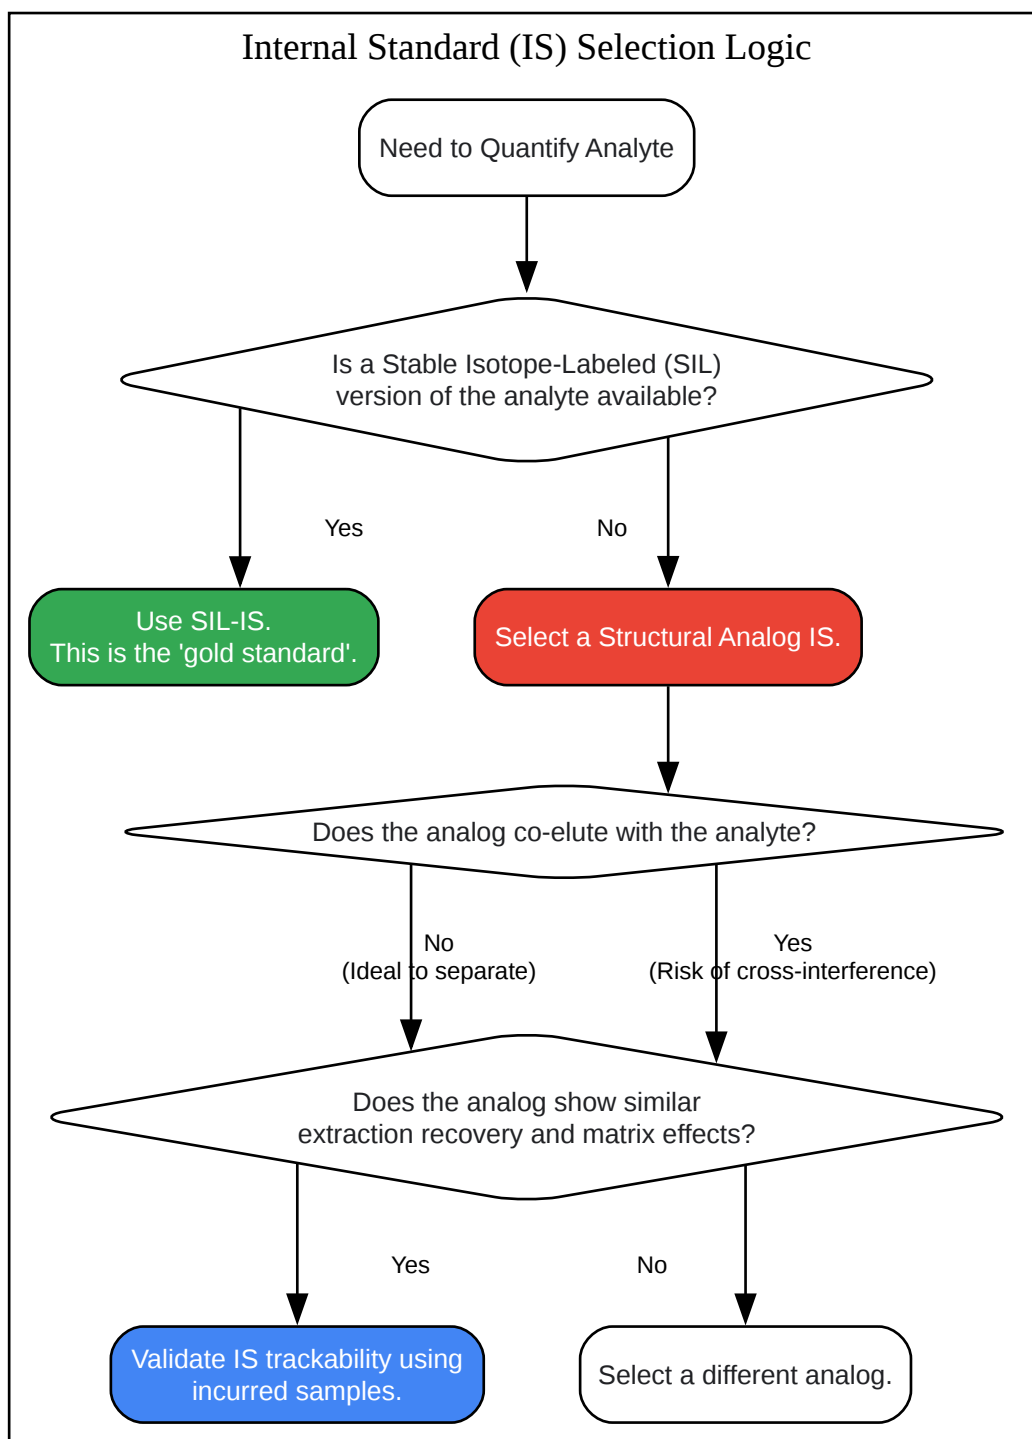 Internal Standard (IS) Selection Logic
Need to Quantify Analyte
Is a Stable Isotope-Labeled (SIL)
version of the analyte available?
Yes
No
Use SIL-IS.
This is the 'gold standard'.
Select a Structural Analog IS.
Does the analog co-elute with the analyte?
No
(Ideal to separate)
Yes
(Risk of cross-interference)
Does the analog show similar
extraction recovery and matrix effects?
Yes
No
Validate IS trackability using
incurred samples.
Select a different analog.